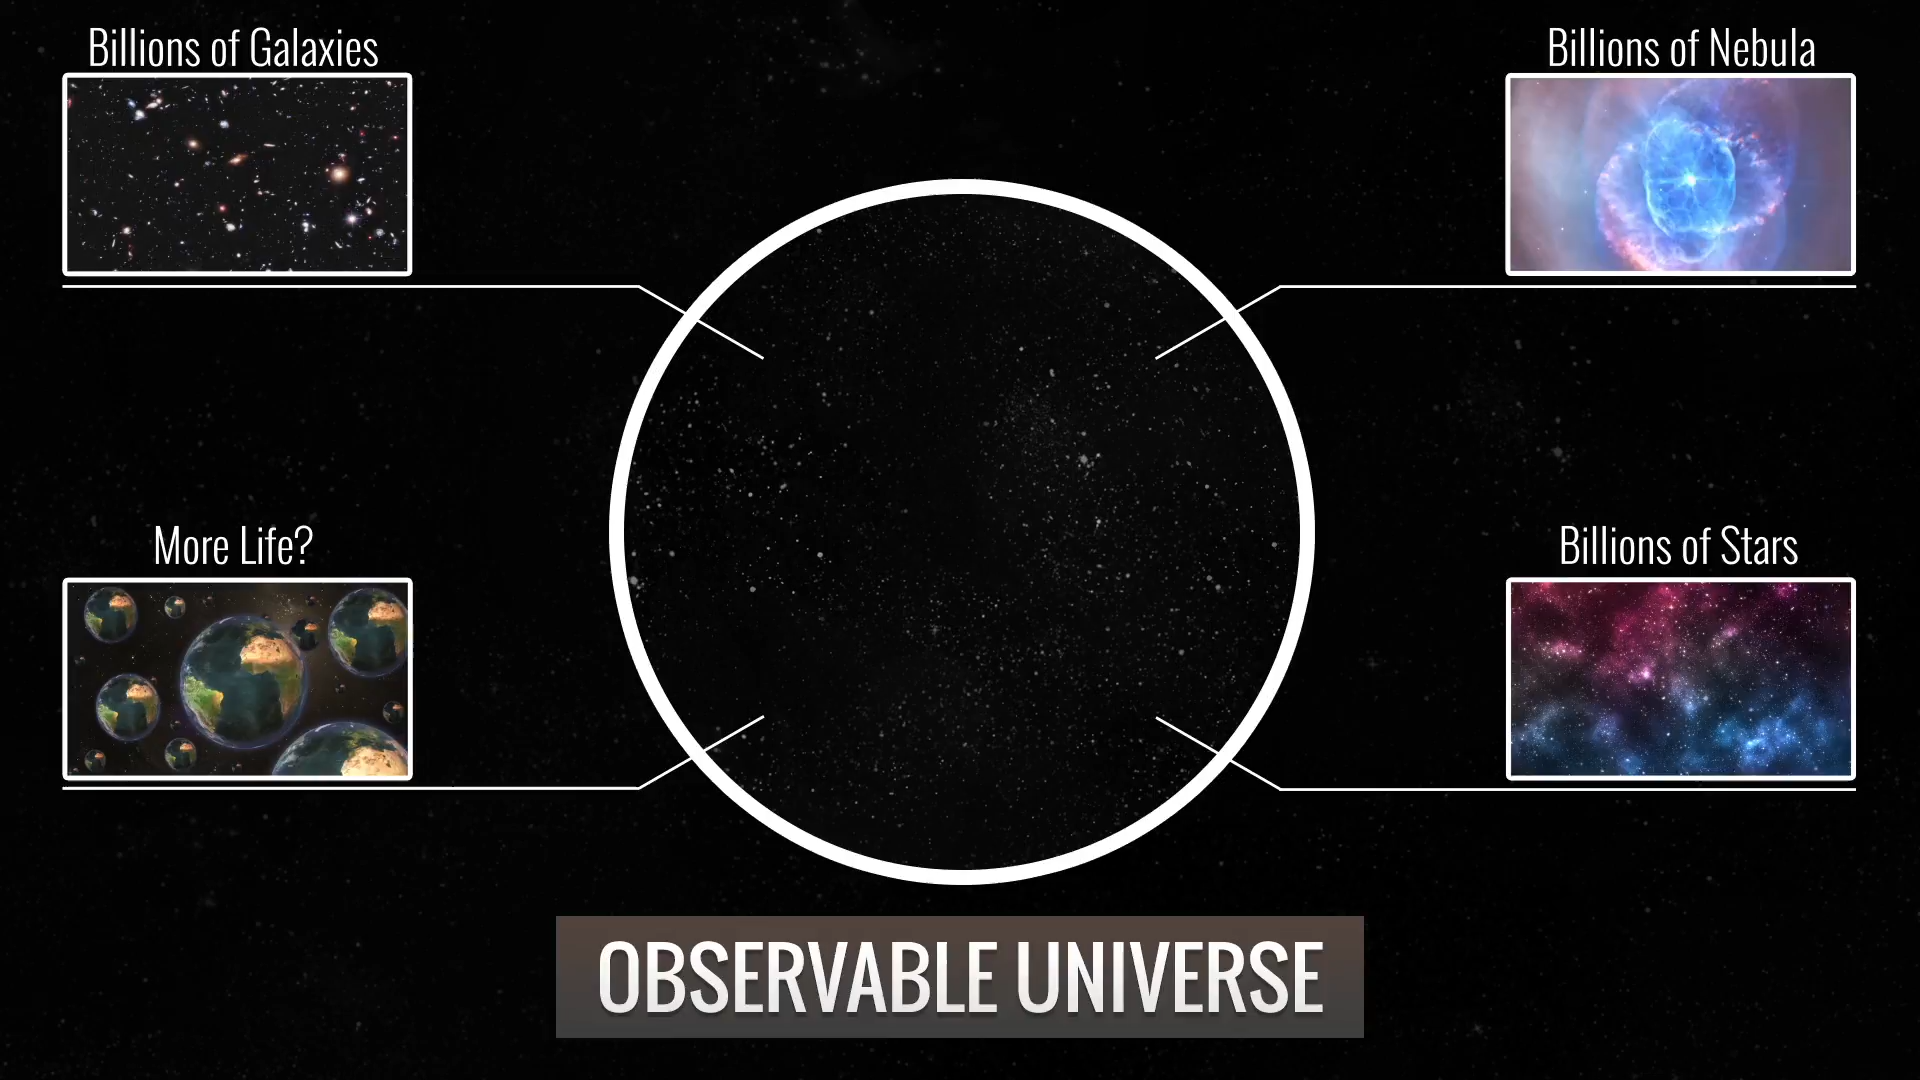 Billions of Galaxies
Billions of Nebula
More Life?
Billions of Stars
OBSERVABLE UNIVERSE